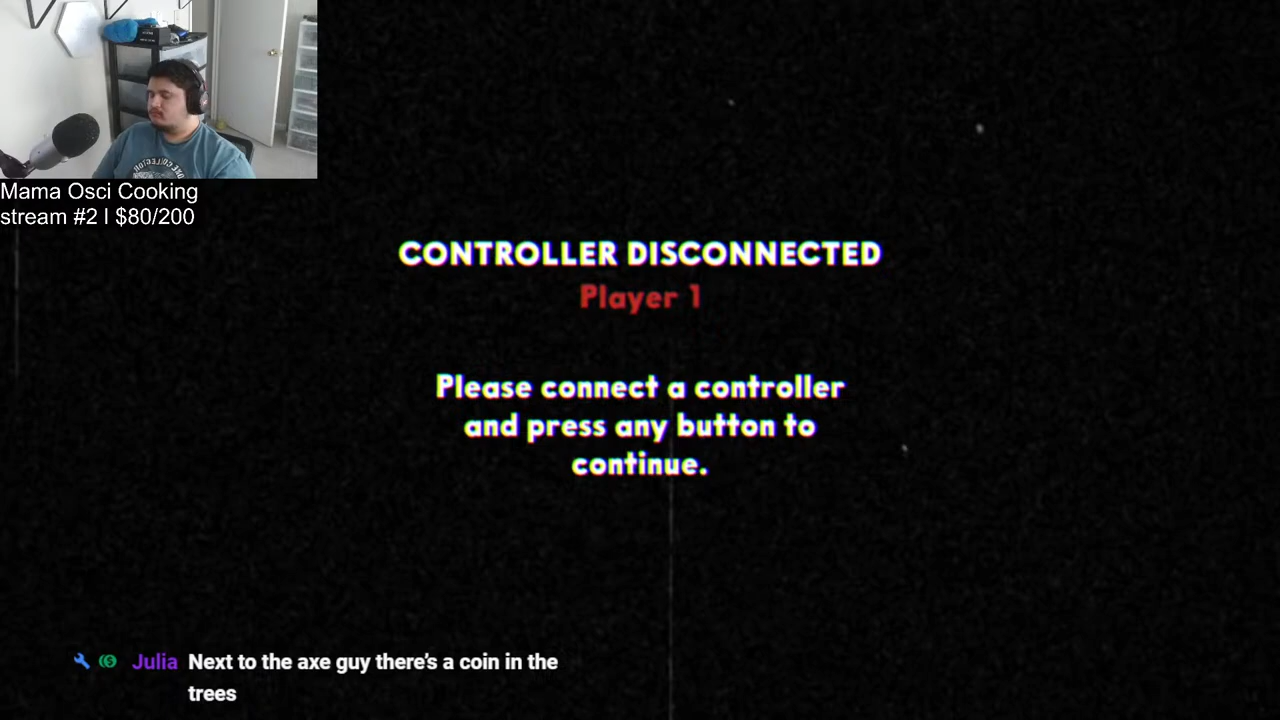 Mama Osci Cooking
stream #2 | $80/200
CONTROLLER DISCONNECTED
Player 1
Please connect a controller
and press any button to
continue.
Julia Next to the axe guy there's a coin in the
trees